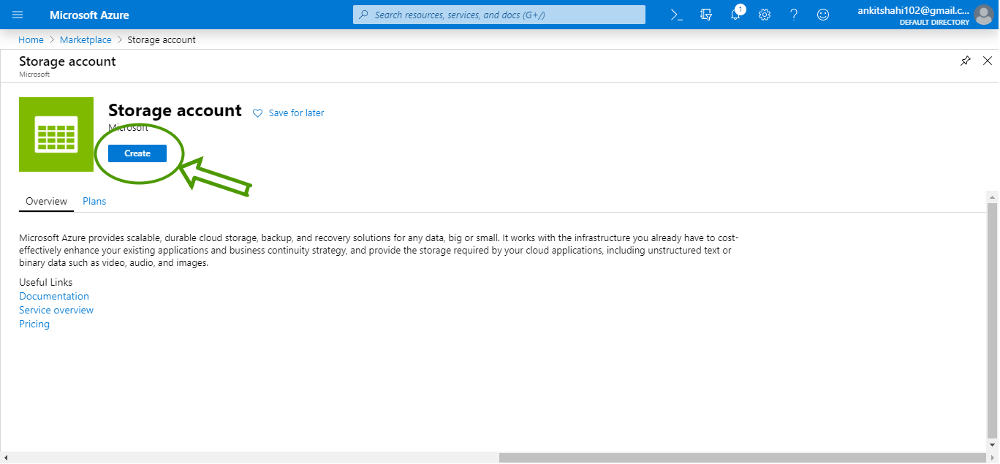 Microsoft Azure
Search resources, services, and docs (G+/)
1
ankitshahi102@gmail.c...
DEFAULT DIRECTORY
Home > Marketplace > Storage account
Storage account
Microsoft
Storage account
Save for later
Microsoft
Create
Overview
Plans
Microsoft Azure provides scalable, durable cloud storage, backup, and recovery solutions for any data, big or small. It works with the infrastructure you already have to cost-
effectively enhance your existing applications and business continuity strategy, and provide the storage required by your cloud applications, including unstructured text or
binary data such as video, audio, and images.
Useful Links
Documentation
Service overview
Pricing